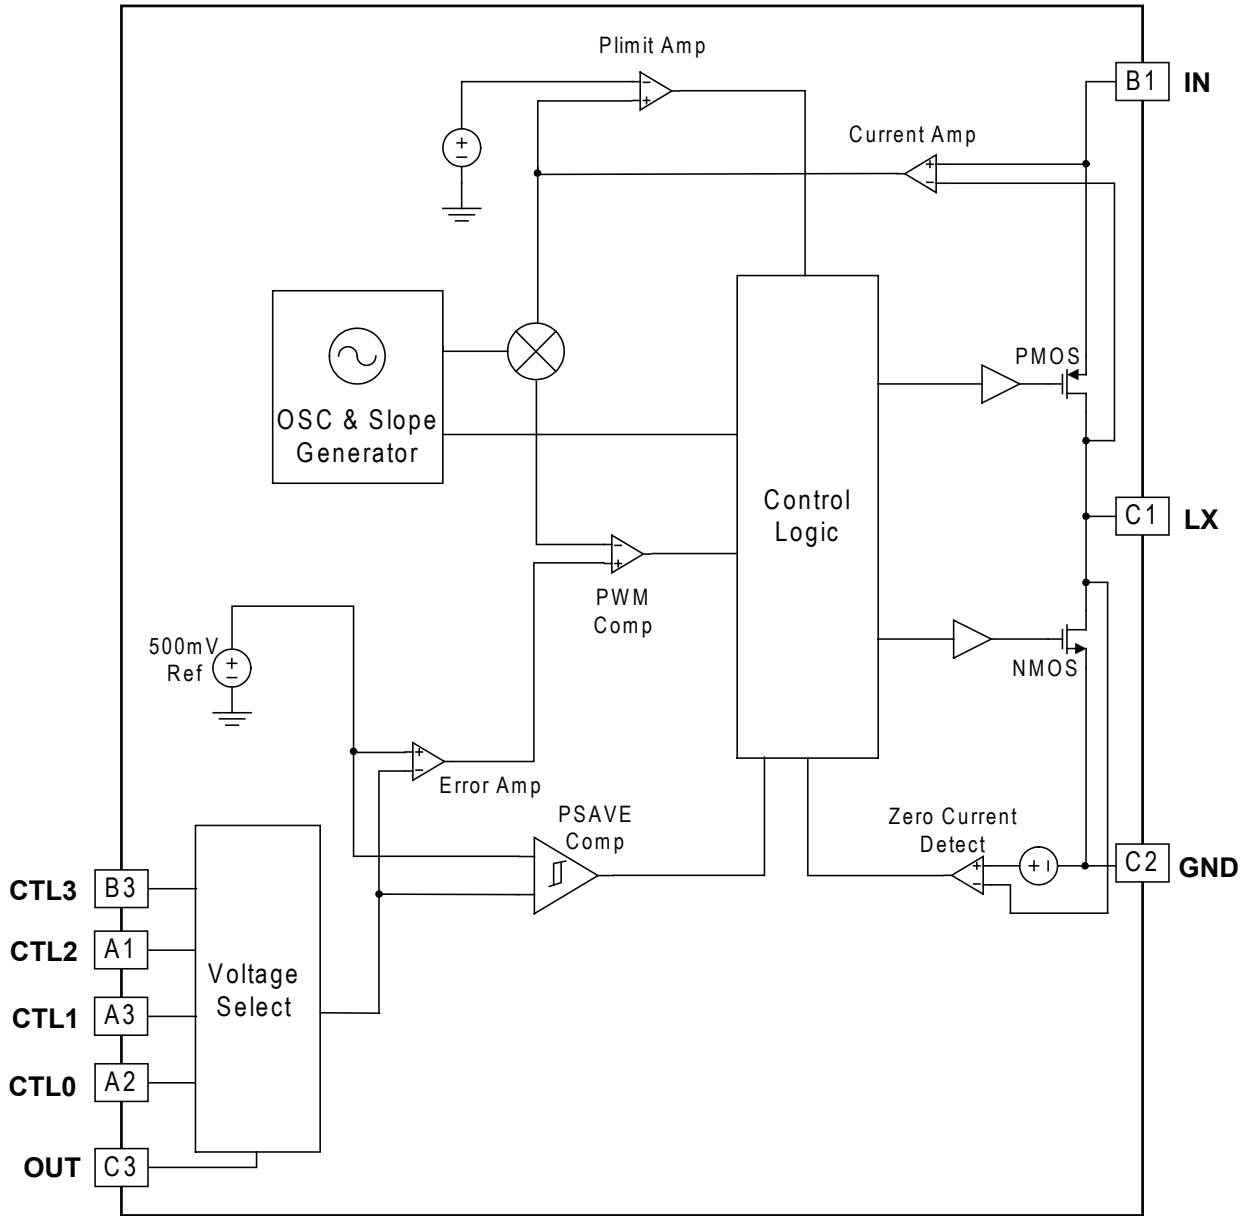 Plimit Amp
B1 IN
Current Amp
OSC & Slope
Generator
PMOS
Control
Logic
C1 LX
PWM
Comp
500mV
Ref
NMOS
Error Amp
PSAVE
Comp
Zero Current
Detect
C2 GND
CTL3 B3
CTL2 A1
Voltage
Select
CTL1 A3
CTL0 A2
OUT C3